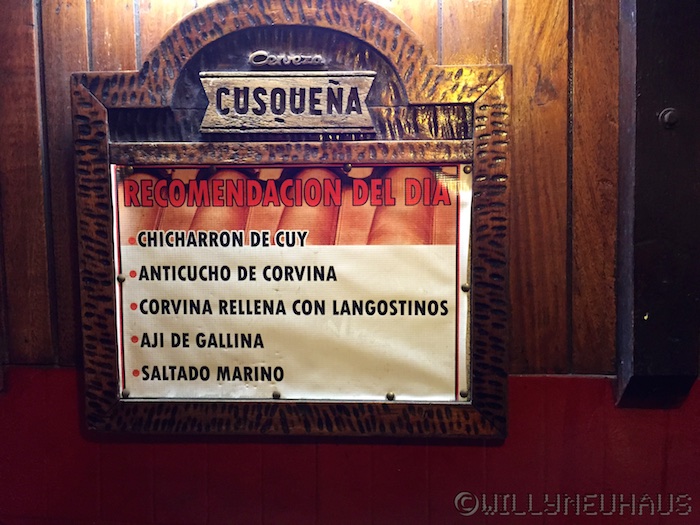 Cerveza
CUSQUEÑA
RECOMENDACION DEL DIA
•CHICHARRON DE CUY
•ANTICUCHO DE CORVINA
•CORVINA RELLENA CON LANGOSTINOS
•AJI DE GALLINA
•SALTADO MARINO
©WILLYNEUHAUS